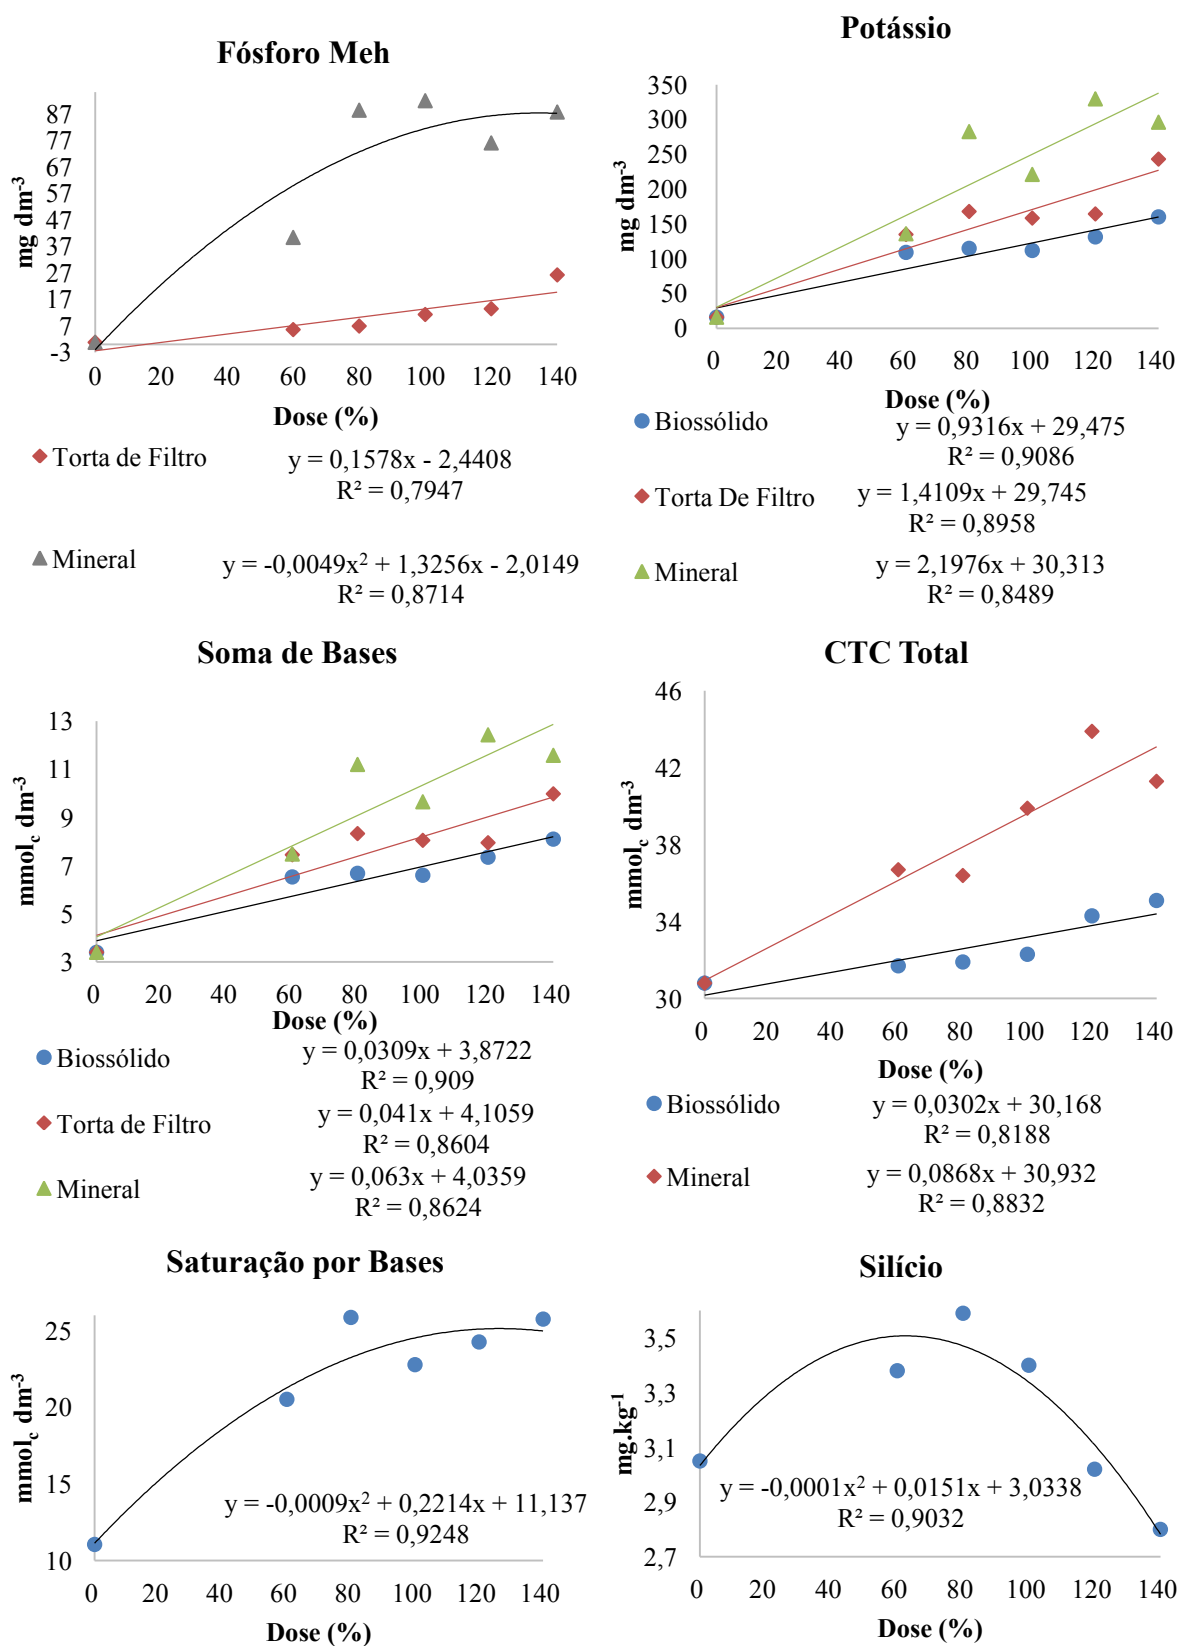 Fósforo Meh
87
77
67
57
47
37
27
17
7
-3
mg dm-3
0 20 40 60 80 100 120 140
Dose (%)
Torta de Filtro y = 0,1578x - 2,4408
R² = 0,7947
Mineral y = -0,0049x² + 1,3256x - 2,0149
R² = 0,8714
Potássio
350
300
250
200
150
100
50
0
mg dm-3
0 20 40 60 80 100 120 140
Dose (%)
Biossólido y = 0,9316x + 29,475
R² = 0,9086
Torta De Filtro y = 1,4109x + 29,745
R² = 0,8958
Mineral y = 2,1976x + 30,313
R² = 0,8489
Soma de Bases
13
11
9
7
5
3
mmolc dm-3
0 20 40 60 80 100 120 140
Dose (%)
Biossólido y = 0,0309x + 3,8722
R² = 0,909
Torta de Filtro y = 0,041x + 4,1059
R² = 0,8604
Mineral y = 0,063x + 4,0359
R² = 0,8624
CTC Total
46
42
38
34
30
mmolc dm-3
0 20 40 60 80 100 120 140
Dose (%)
Biossólido y = 0,0302x + 30,168
R² = 0,8188
Mineral y = 0,0868x + 30,932
R² = 0,8832
Saturação por Bases
25
20
15
10
mmolc dm-3
y = -0,0009x² + 0,2214x + 11,137
R² = 0,9248
0 20 40 60 80 100 120 140
Dose (%)
Silício
3,5
3,3
3,1
2,9
2,7
mg.kg-1
y = -0,0001x² + 0,0151x + 3,0338
R² = 0,9032
0 20 40 60 80 100 120 140
Dose (%)